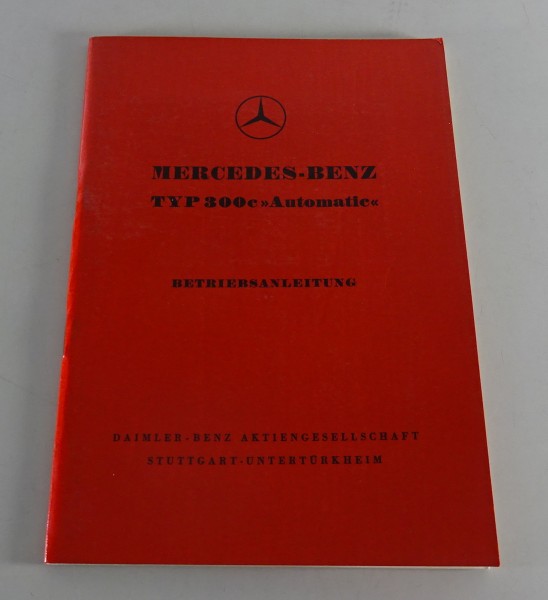 MERCEDES-BENZ
TYP 300c »Automatic«
BETRIEBSANLEITUNG
DAIMLER-BENZ AKTIENGESELLSCHAFT
STUTTGART-UNTERTÜRKHEIM